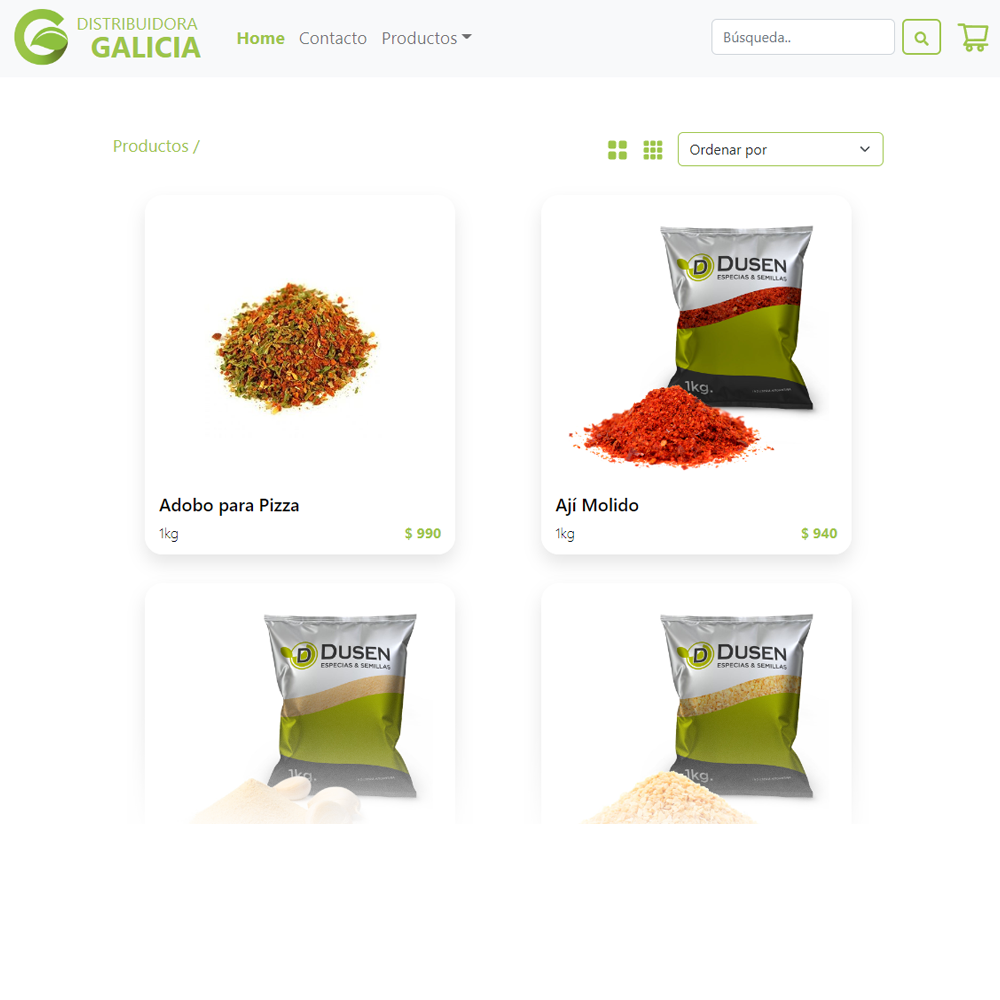 DISTRIBUIDORA
GALICIA
Home
Contacto
Productos
Búsqueda..
Productos /
Ordenar por
DUSEN
ESPECIAS & SEMILLAS
1kg.
Adobo para Pizza
1kg
$ 990
Ají Molido
1kg
$ 940
DUSEN
ESPECIAS & SEMILLAS
1kg.
DUSEN
ESPECIAS & SEMILLAS
1kg.